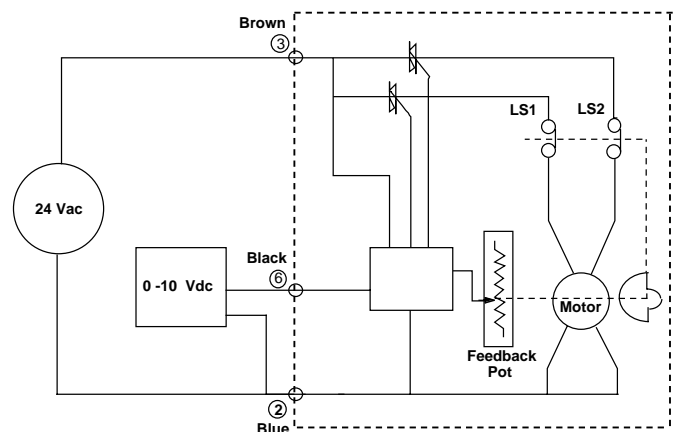 Brown
3
LS1
LS2
24 Vac
0 -10 Vdc
Black
6
Motor
Feedback
Pot
2
Blue